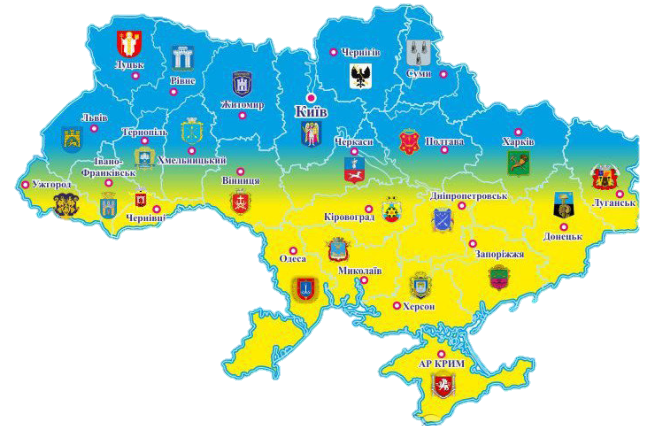 Чернігів
Луцьк
Суми
Рівне
Житомир
Київ
Львів
Тернопіль
Харків
Черкаси
Полтава
Хмельницький
Івано-
Франківськ
Вінниця
Ужгород
Дніпропетровськ
Луганськ
Чернівці
Кіровоград
Донецьк
Запоріжжя
Одеса
Миколаїв
Херсон
АР КРИМ